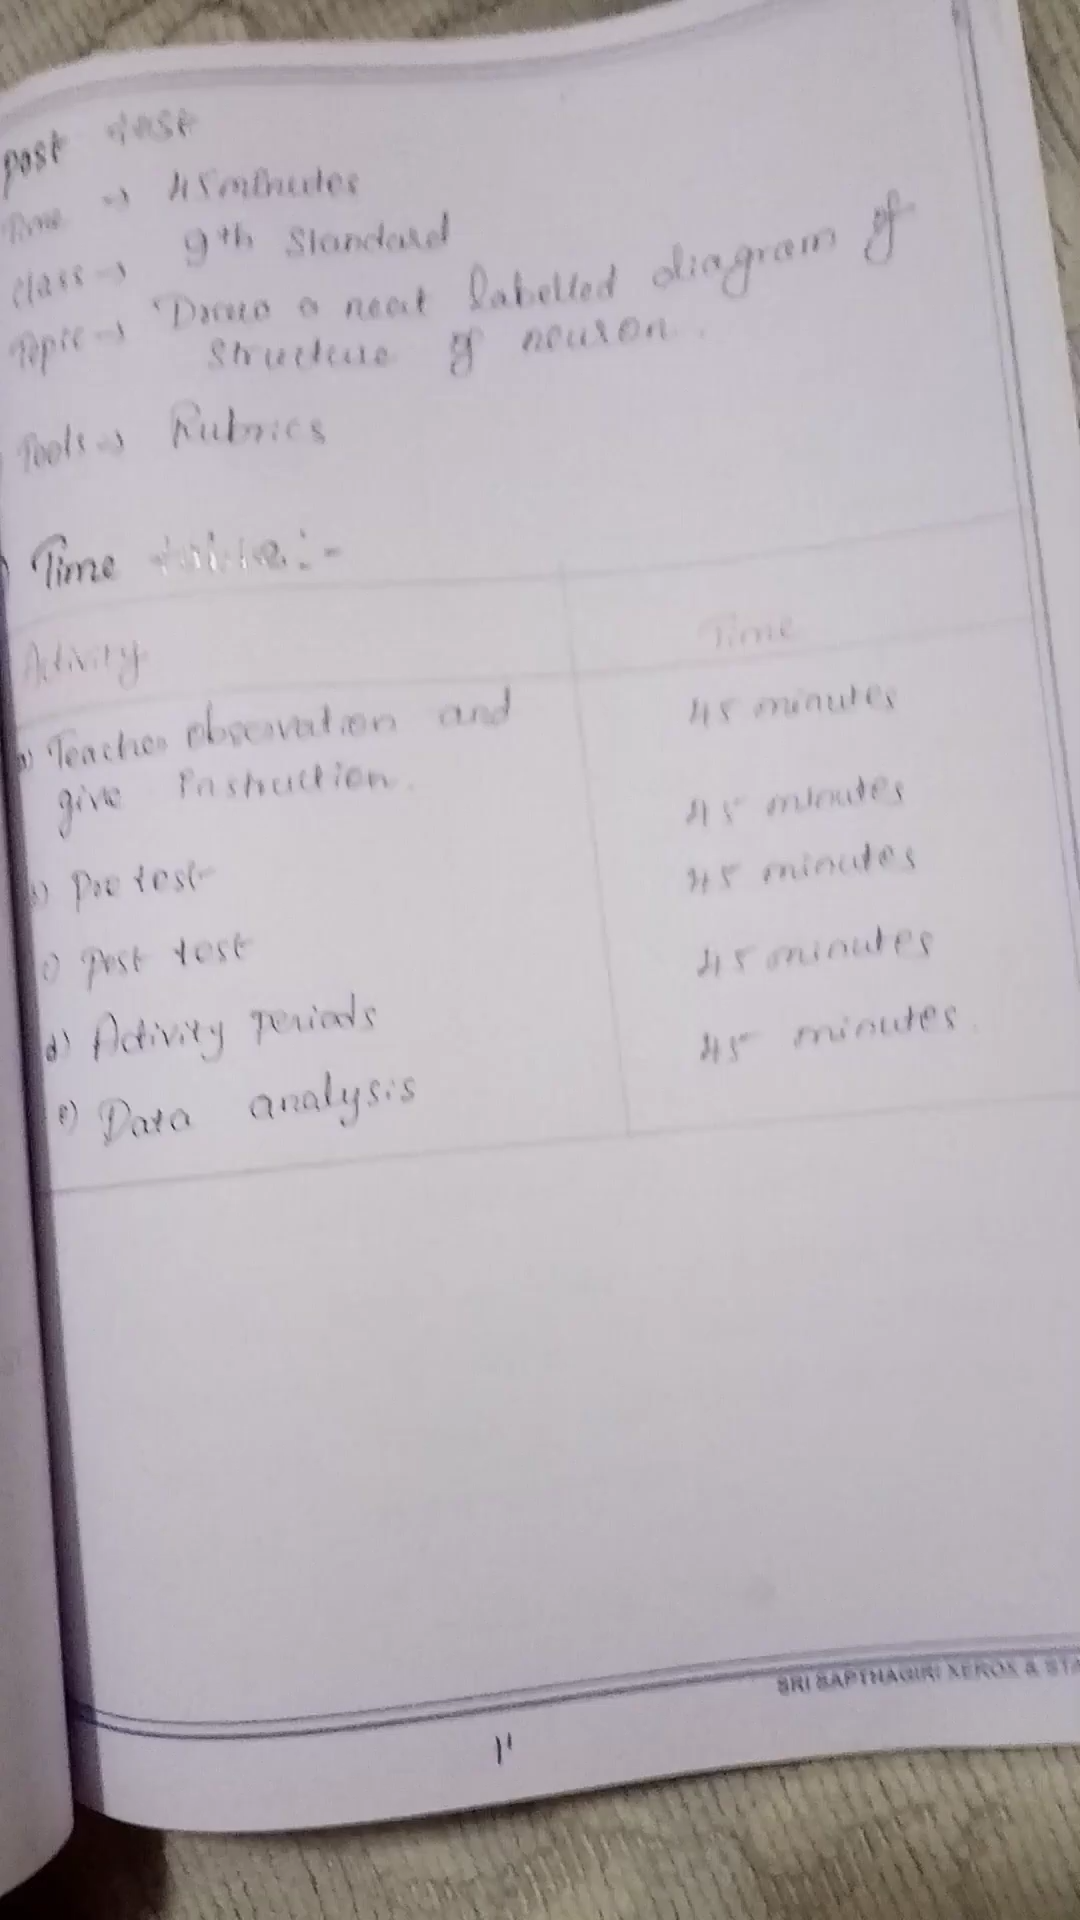 post test
Time → 45 minutes
class → 9th Standard
Topic → 'Draw a neat labelled diagram of
Structure of neuron.
Tools → Rubrics
Time table :-
Activity Time
a) Teacher observation and 45 minutes
give Instruction.
b) Pre test 45 minutes
c) Post test 45 minutes
d) Activity periods 45 minutes
e) Data analysis 45 minutes.
SRI SAPTHAGIRI XEROX &
11